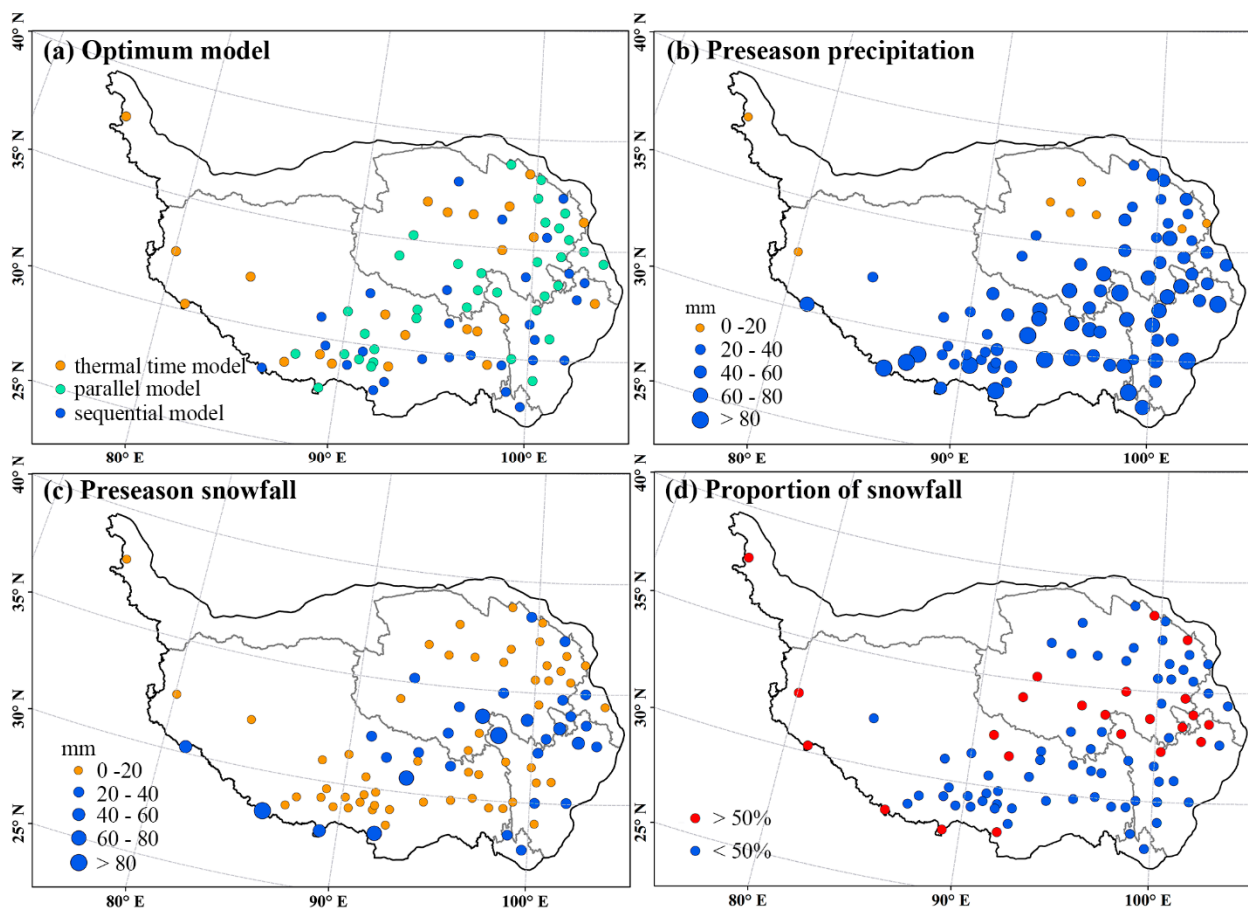 (a) Optimum model
40° N
35° N
30° N
25° N
thermal time model
parallel model
sequential model
80° E
90° E
100° E
(b) Preseason precipitation
40° N
35° N
30° N
25° N
mm
0 -20
20 - 40
40 - 60
60 - 80
> 80
80° E
90° E
100° E
(c) Preseason snowfall
40° N
35° N
30° N
25° N
mm
0 -20
20 - 40
40 - 60
60 - 80
> 80
80° E
90° E
100° E
(d) Proportion of snowfall
40° N
35° N
30° N
25° N
> 50%
< 50%
80° E
90° E
100° E